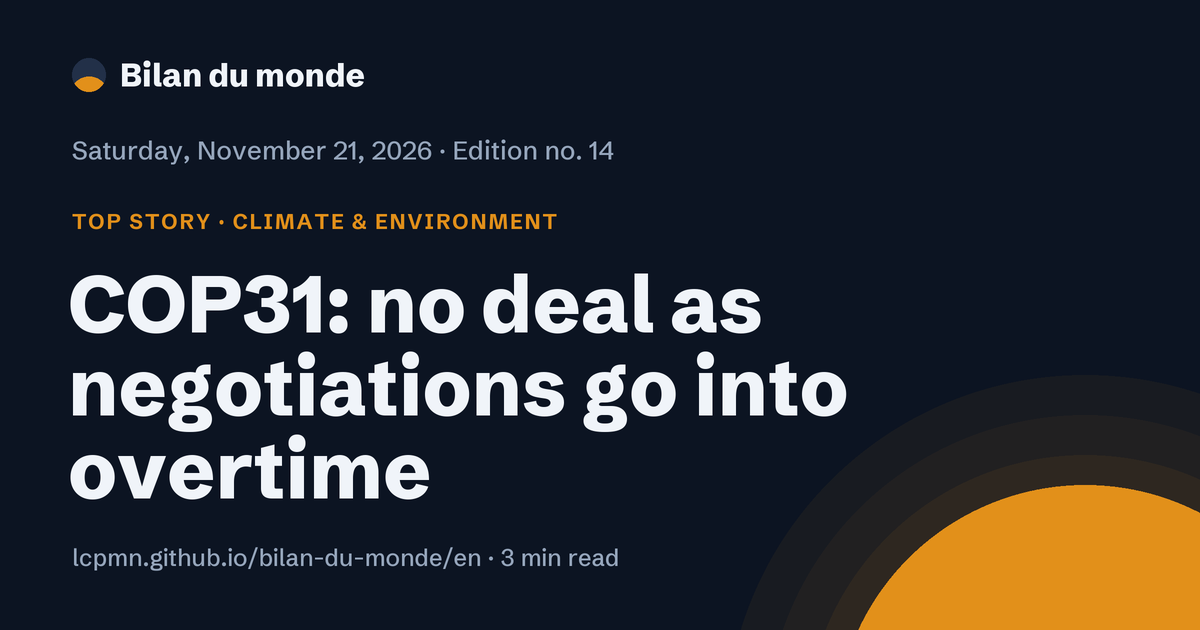 Bilan du monde
Saturday, November 21, 2026 · Edition no. 14
TOP STORY · CLIMATE & ENVIRONMENT
COP31: no deal as
negotiations go into
overtime
lcpmn.github.io/bilan-du-monde/en · 3 min read